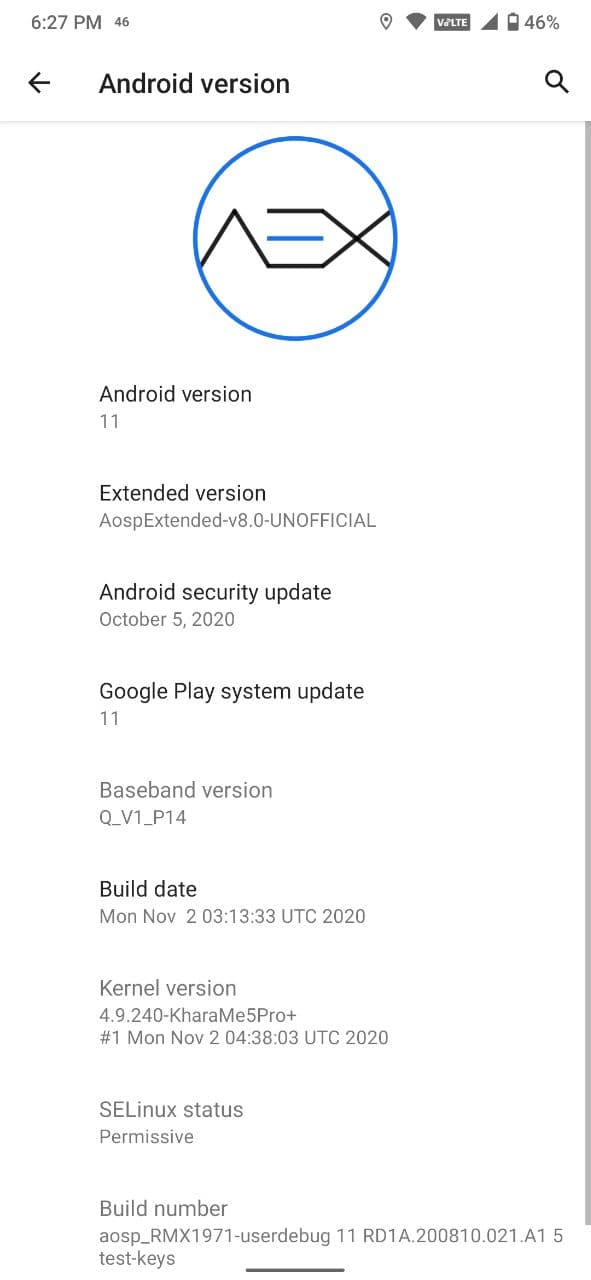 6:27 PM 46 VoLTE 46%
Android version
AEX
Android version
11
Extended version
AospExtended-v8.0-UNOFFICIAL
Android security update
October 5, 2020
Google Play system update
11
Baseband version
Q_V1_P14
Build date
Mon Nov  2 03:13:33 UTC 2020
Kernel version
4.9.240-KharaMe5Pro+
#1 Mon Nov 2 04:38:03 UTC 2020
SELinux status
Permissive
Build number
aosp_RMX1971-userdebug 11 RD1A.200810.021.A1 5
test-keys